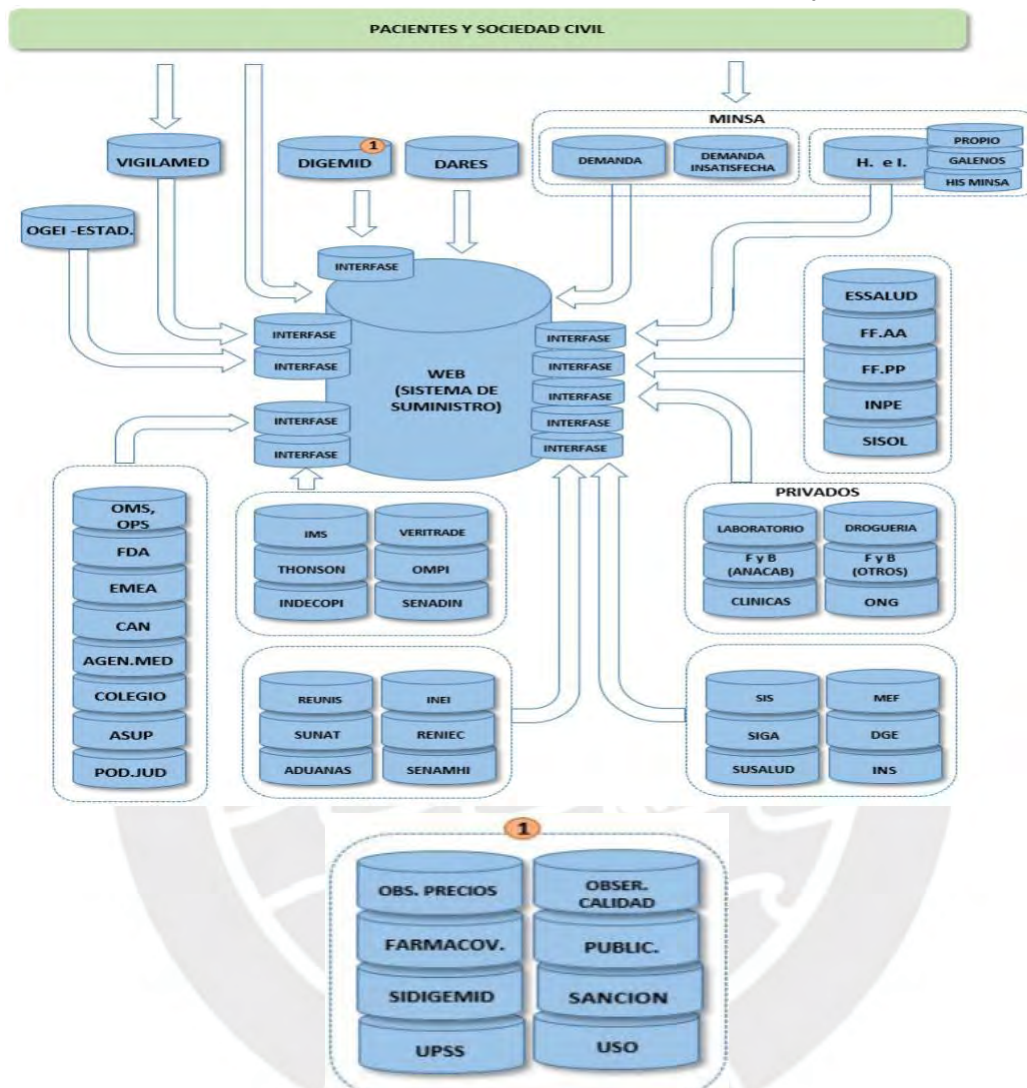 PACIENTES Y SOCIEDAD CIVIL
MINSA
VIGILAMED
DIGEMID
1
DARES
DEMANDA
DEMANDA
INSATISFECHA
H. e I.
PROPIO
GALENOS
HIS MINSA
OGEI -ESTAD.
INTERFASE
INTERFASE
INTERFASE
INTERFASE
INTERFASE
WEB
(SISTEMA DE
SUMINISTRO)
INTERFASE
INTERFASE
INTERFASE
INTERFASE
INTERFASE
ESSALUD
FF.AA
FF.PP
INPE
SISOL
OMS,
OPS
FDA
EMEA
CAN
AGEN.MED
COLEGIO
ASUP
POD.JUD
IMS
VERITRADE
THONSON
OMPI
INDECOPI
SENADIN
PRIVADOS
LABORATORIO
DROGUERIA
F y B
(ANACAB)
F y B
(OTROS)
CLINICAS
ONG
REUNIS
INEI
SUNAT
RENIEC
ADUANAS
SENAMHI
SIS
MEF
SIGA
DGE
SUSALUD
INS
1
OBS. PRECIOS
OBSER.
CALIDAD
FARMACOV.
PUBLIC.
SIDIGEMID
SANCION
UPSS
USO